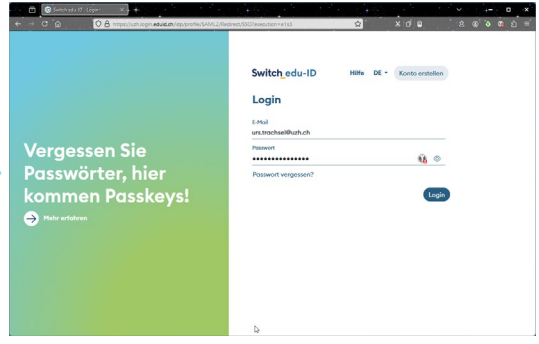 Switch edu-ID - Login
https://uzh.login.eduid.ch/idp/profile/SAML2/Redirect/SSO?execution=e1s1
Vergessen Sie
Passwörter, hier
kommen Passkeys!
Mehr erfahren
Switch edu-ID
Hilfe
DE
Konto erstellen
Login
E-Mail
urs.trachsel@uzh.ch
Passwort
Passwort vergessen?
Login